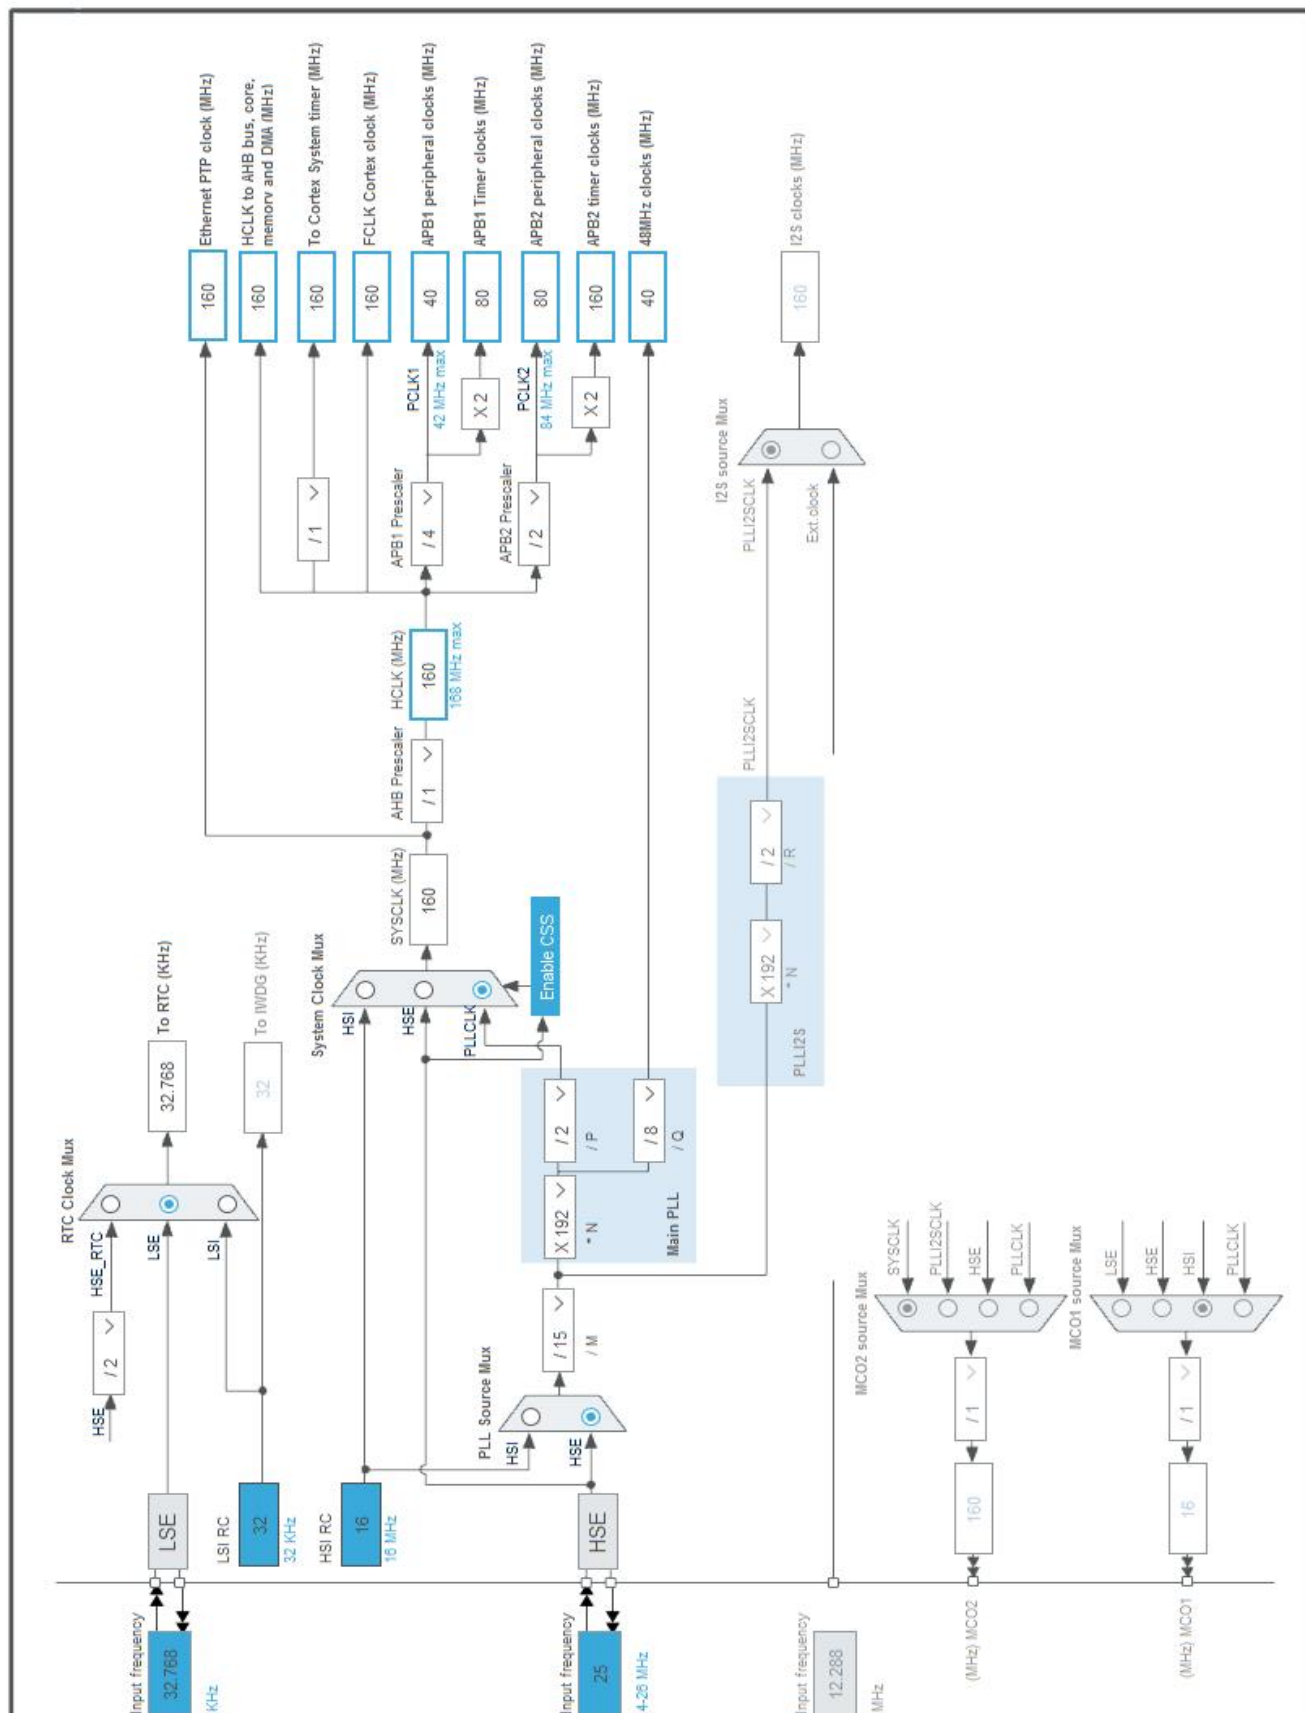 Input frequency
32.768
KHz
LSE
HSE
/ 2
HSE_RTC
RTC Clock Mux
LSE
LSI
32.768
To RTC (KHz)
LSI RC
32
32 KHz
32
To IWDG (KHz)
HSI RC
16
16 MHz
Input frequency
25
4-26 MHz
HSE
PLL Source Mux
HSI
HSE
/ 15
/ M
X 192
* N
/ 2
/ P
/ 8
/ Q
Main PLL
System Clock Mux
HSI
HSE
PLLCLK
Enable CSS
SYSCLK (MHz)
160
AHB Prescaler
/ 1
HCLK (MHz)
160
168 MHz max
/ 1
APB1 Prescaler
/ 4
PCLK1
42 MHz max
X 2
APB2 Prescaler
/ 2
PCLK2
84 MHz max
X 2
160
Ethernet PTP clock (MHz)
160
HCLK to AHB bus, core,
memory and DMA (MHz)
160
To Cortex System timer (MHz)
160
FCLK Cortex clock (MHz)
40
APB1 peripheral clocks (MHz)
80
APB1 Timer clocks (MHz)
80
APB2 peripheral clocks (MHz)
160
APB2 timer clocks (MHz)
40
48MHz clocks (MHz)
X 192
* N
/ 2
/ R
PLLI2S
PLLI2SCLK
PLLI2SCLK
Ext.clock
I2S source Mux
160
I2S clocks (MHz)
Input frequency
12.288
MHz
MCO2 source Mux
SYSCLK
PLLI2SCLK
HSE
PLLCLK
/ 1
160
(MHz) MCO2
MCO1 source Mux
LSE
HSE
HSI
PLLCLK
/ 1
16
(MHz) MCO1